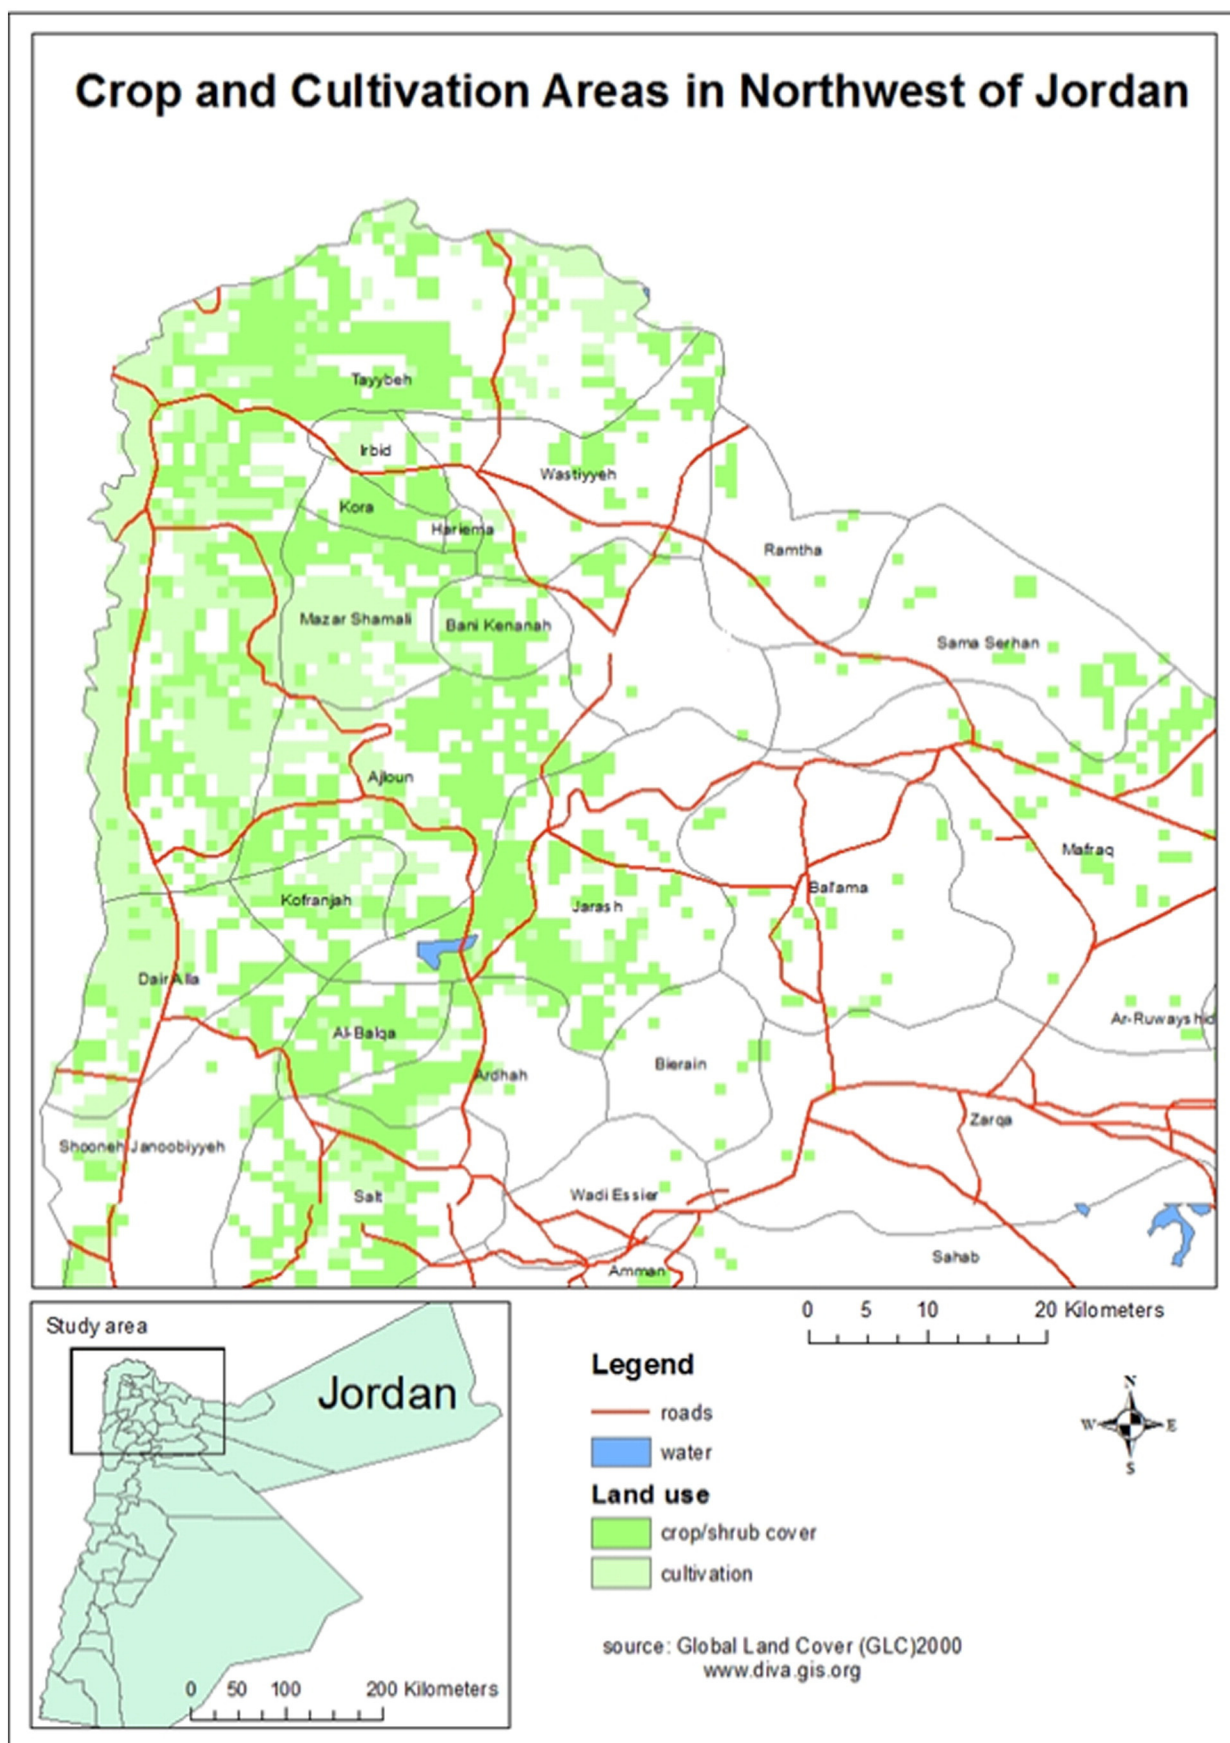 Crop and Cultivation Areas in Northwest of Jordan
Tayybeh
Irbid
Wastiyyeh
Kora
Hariema
Ramtha
Mazar Shamali
Bani Kenanah
Sama Serhan
Ajloun
Mafraq
Bal'ama
Kofranjah
Jarash
Dair Alla
Al-Balqa
Ar-Ruwayshid
Bierain
Ardhah
Zarqa
Shooneh Janoobiyyeh
Salt
Wadi Essier
Sahab
Amman
0 5 10 20 Kilometers
Study area
Jordan
0 50 100 200 Kilometers
Legend
roads
water
Land use
crop/shrub cover
cultivation
N
W
E
S
source: Global Land Cover (GLC)2000
www.diva.gis.org